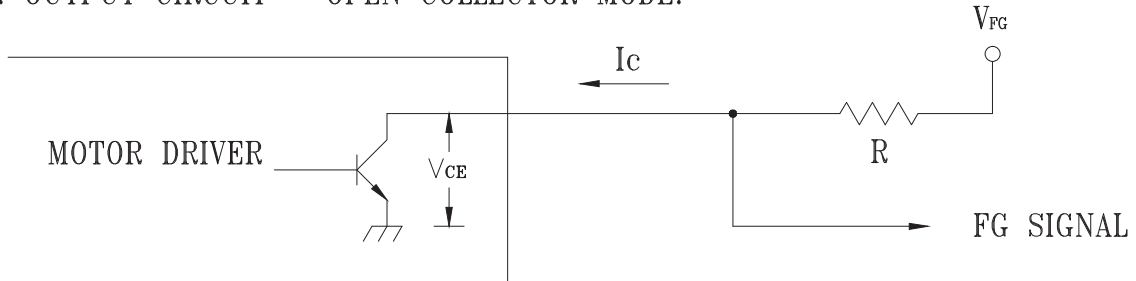 OUTPUT CIRCUIT - OPEN COLLECTOR MODE:
VFG
Ic
MOTOR DRIVER
VCE
R
FG SIGNAL